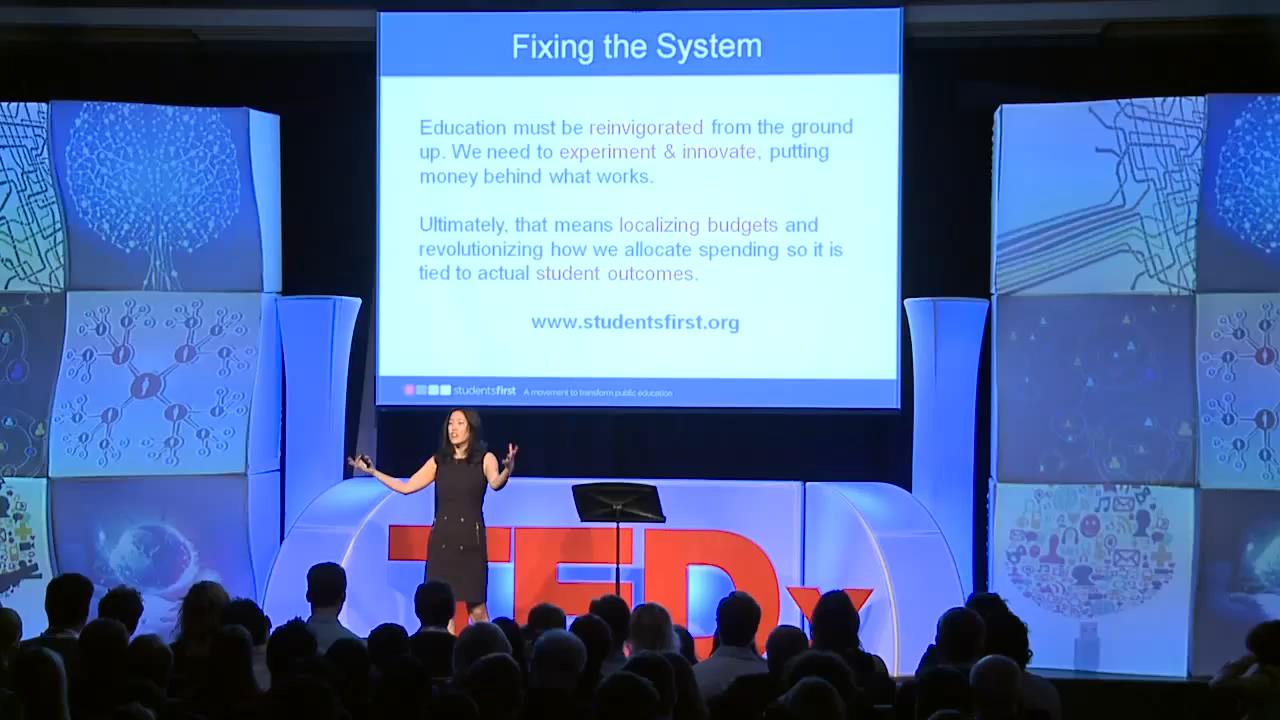 Fixing the System
Education must be reinvigorated from the ground
up. We need to experiment & innovate, putting
money behind what works.
Ultimately, that means localizing budgets and
revolutionizing how we allocate spending so it is
tied to actual student outcomes.
www.studentsfirst.org
studentsfirst A movement to transform public education
TEDx